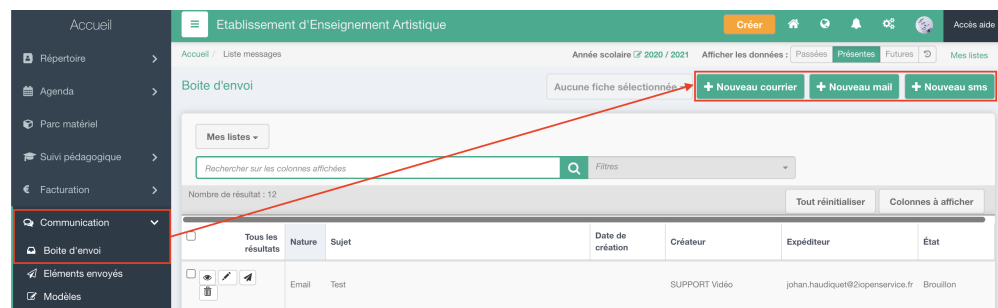 Accueil
Etablissement d'Enseignement Artistique
Créer
Accès aide
Répertoire
Agenda
Parc matériel
Suivi pédagogique
Facturation
Communication
Boite d'envoi
Eléments envoyés
Modèles
Accueil / Liste messages
Année scolaire 2020 / 2021 Afficher les données : Passées Présentes Futures Mes listes
Boite d'envoi
Aucune fiche sélectionnée
Nouveau courrier
Nouveau mail
Nouveau sms
Mes listes
Rechercher sur les colonnes affichées
Filtres
Nombre de résultat : 12
Tout réinitialiser
Colonnes à afficher
Tous les résultats Nature Sujet Date de création Créateur Expéditeur État
Email Test SUPPORT Vidéo johan.haudiquet@2iopenservice.fr Brouillon